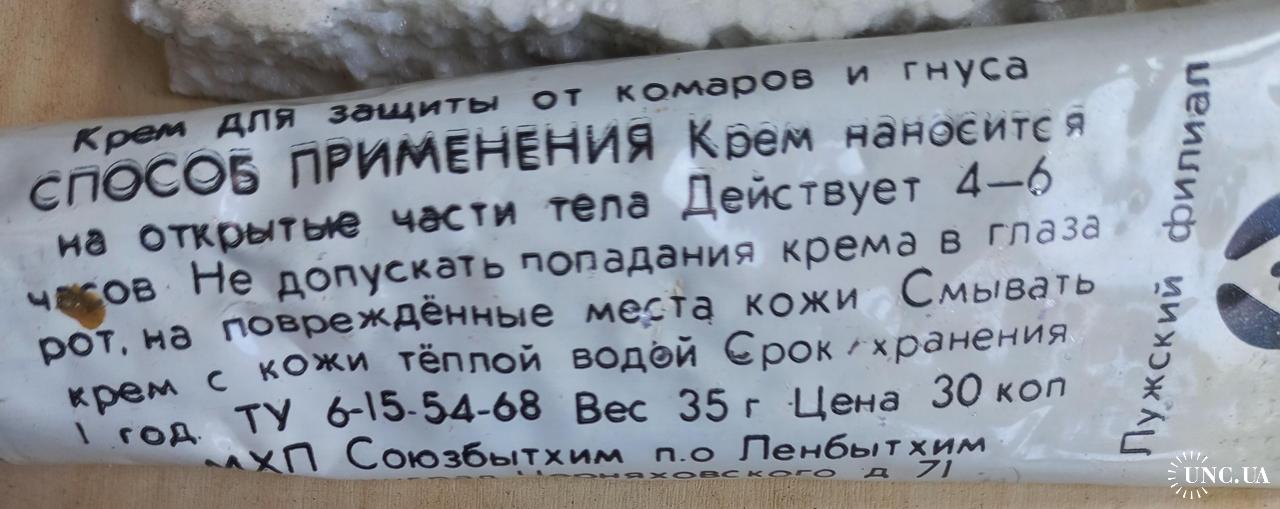 Крем для защиты от комаров и гнуса
СПОСОБ ПРИМЕНЕНИЯ Крем наносится
на открытые части тела Действует 4—6
часов Не допускать попадания крема в глаза
рот, на повреждённые места кожи Смывать
крем с кожи тёплой водой Срок хранения
1 год. ТУ 6-15-54-68 Вес 35 г Цена 30 коп
МХП Союзбытхим п.о Ленбытхим
Черняховского д 71
Лужский филиал
UNC.UA